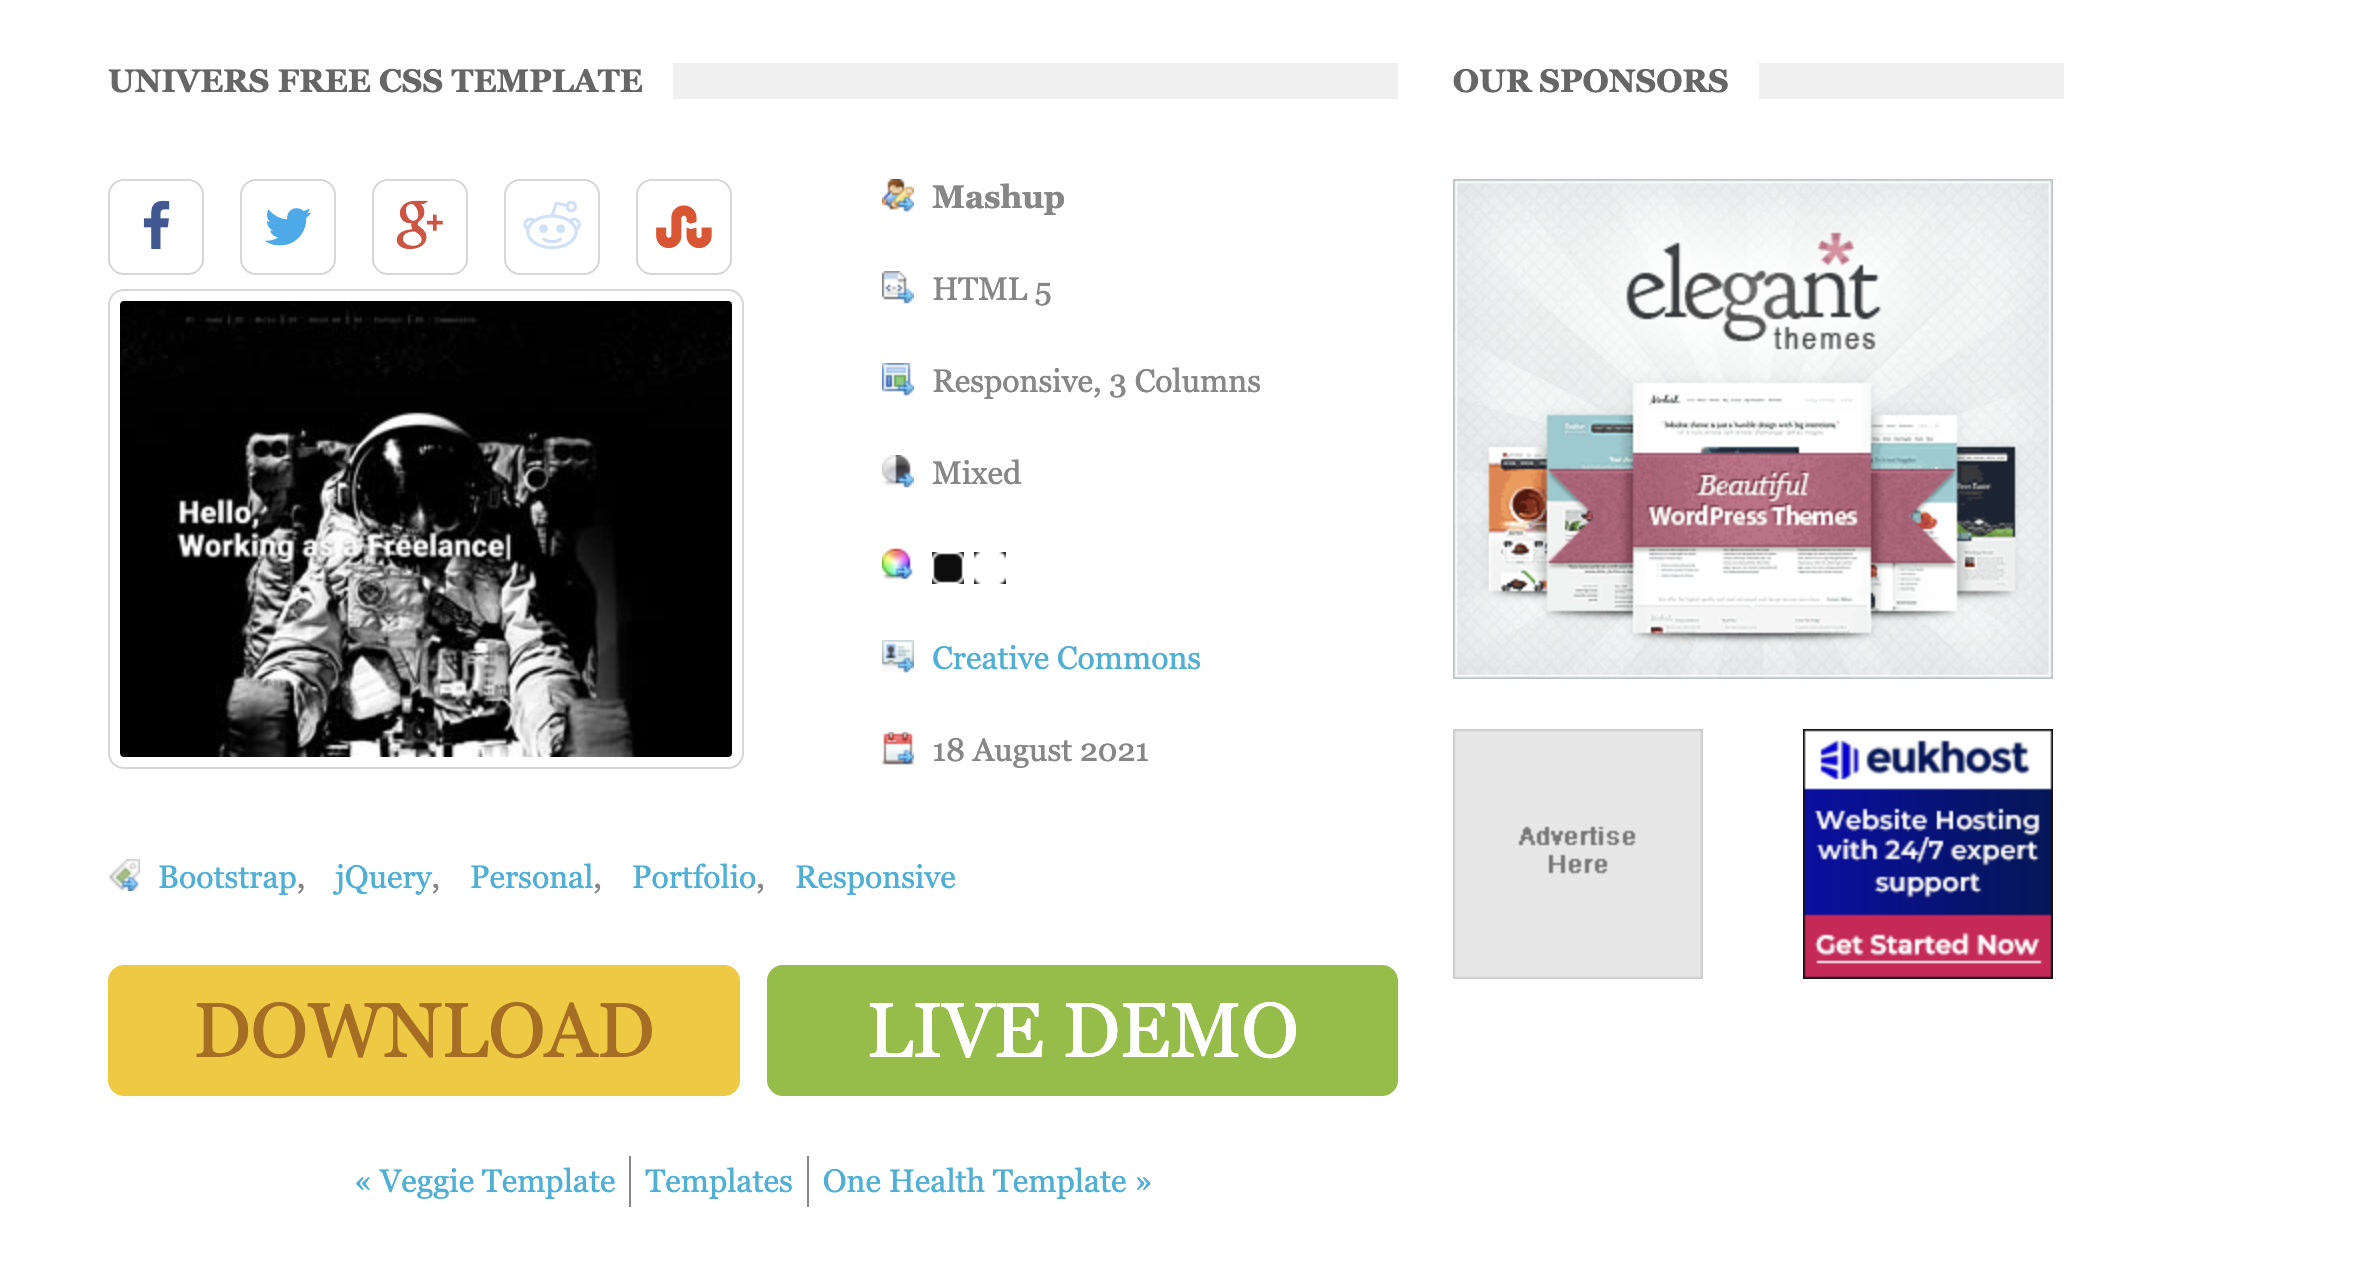 UNIVERS FREE CSS TEMPLATE
Hello,
Working as a Freelance|
Mashup
HTML 5
Responsive, 3 Columns
Mixed
Creative Commons
18 August 2021
Bootstrap, jQuery, Personal, Portfolio, Responsive
DOWNLOAD
LIVE DEMO
« Veggie Template
Templates
One Health Template »
OUR SPONSORS
elegant*
themes
Beautiful
WordPress Themes
Advertise
Here
eukhost
Website Hosting
with 24/7 expert
support
Get Started Now